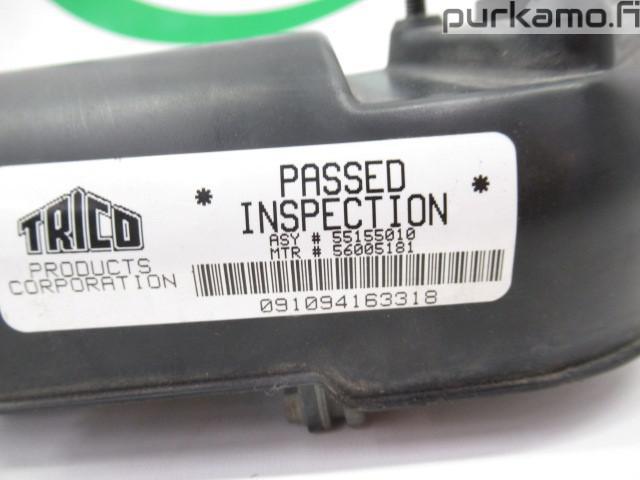 purkamo.fi
* PASSED *
INSPECTION
ASY # 55155010
MTR # 56005181
TRICO
PRODUCTS
CORPORATION
091094163318